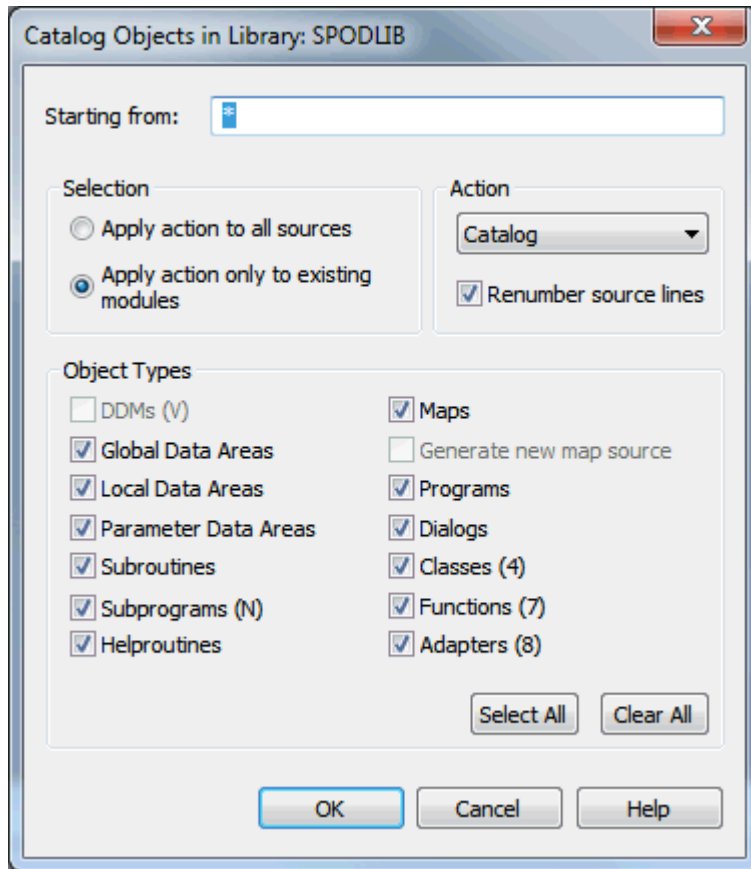 Catalog Objects in Library: SPODLIB
Starting from: *
Selection
Apply action to all sources
Apply action only to existing
modules
Action
Catalog
Renumber source lines
Object Types
DDMs (V)
Global Data Areas
Local Data Areas
Parameter Data Areas
Subroutines
Subprograms (N)
Helproutines
Maps
Generate new map source
Programs
Dialogs
Classes (4)
Functions (7)
Adapters (8)
Select All
Clear All
OK
Cancel
Help